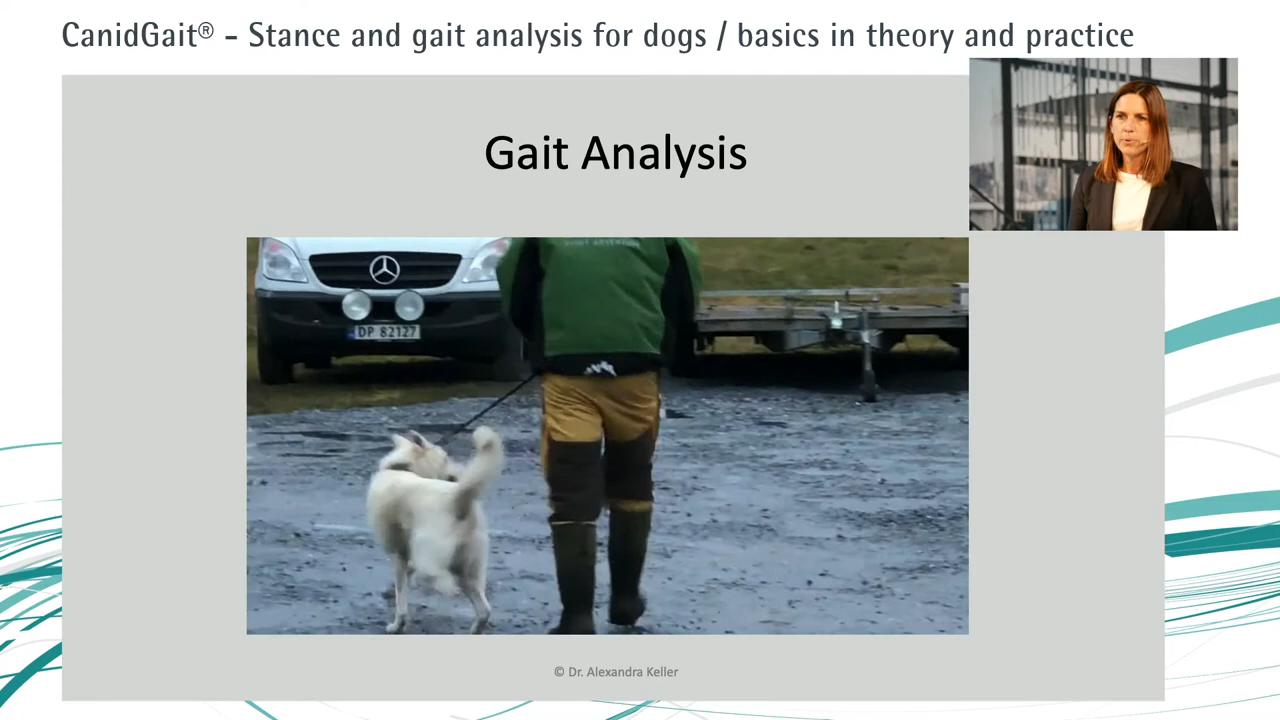 CanidGait® - Stance and gait analysis for dogs / basics in theory and practice
Gait Analysis
DP 82127
© Dr. Alexandra Keller